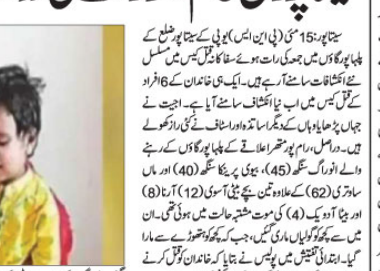 سیتاپور:15 مئی (پی این ایس) یوپی کے سیتاپور ضلع کے
پلہاپور گاؤں میں جمعہ کی رات ہوئے سفاکانہ قتل کیس میں مسلسل
نئے انکشافات سامنے آرہے ہیں۔ ایک ہی خاندان کے 6 افراد
کے قتل کیس میں اب نیا انکشاف سامنے آیا ہے۔ اجیت نے
جہاں پڑھایا وہاں کے دیگر اساتذہ اور اسٹاف نے کئی راز کھولے
ہیں۔ دراصل، رام پور متھرا علاقے کے پلہاپور گاؤں کے رہنے
والے انوراگ سنگھ (45)، بیوی پرینکا سنگھ (40) اور ماں
ساوتری (62) کے علاوہ تین بچے بیٹی آسوی (12) آرنا (8)
اور بیٹا آدویک (4) کی موت مشتبہ حالت میں ہوئی تھی۔ ان
میں سے کچھ کو گولیاں ماری گئیں، جب کہ کچھ کو ہتھوڑے سے مارا
گیا۔ ابتدائی تفتیش میں پولیس نے بتایا کہ خاندان کو قتل کرنے